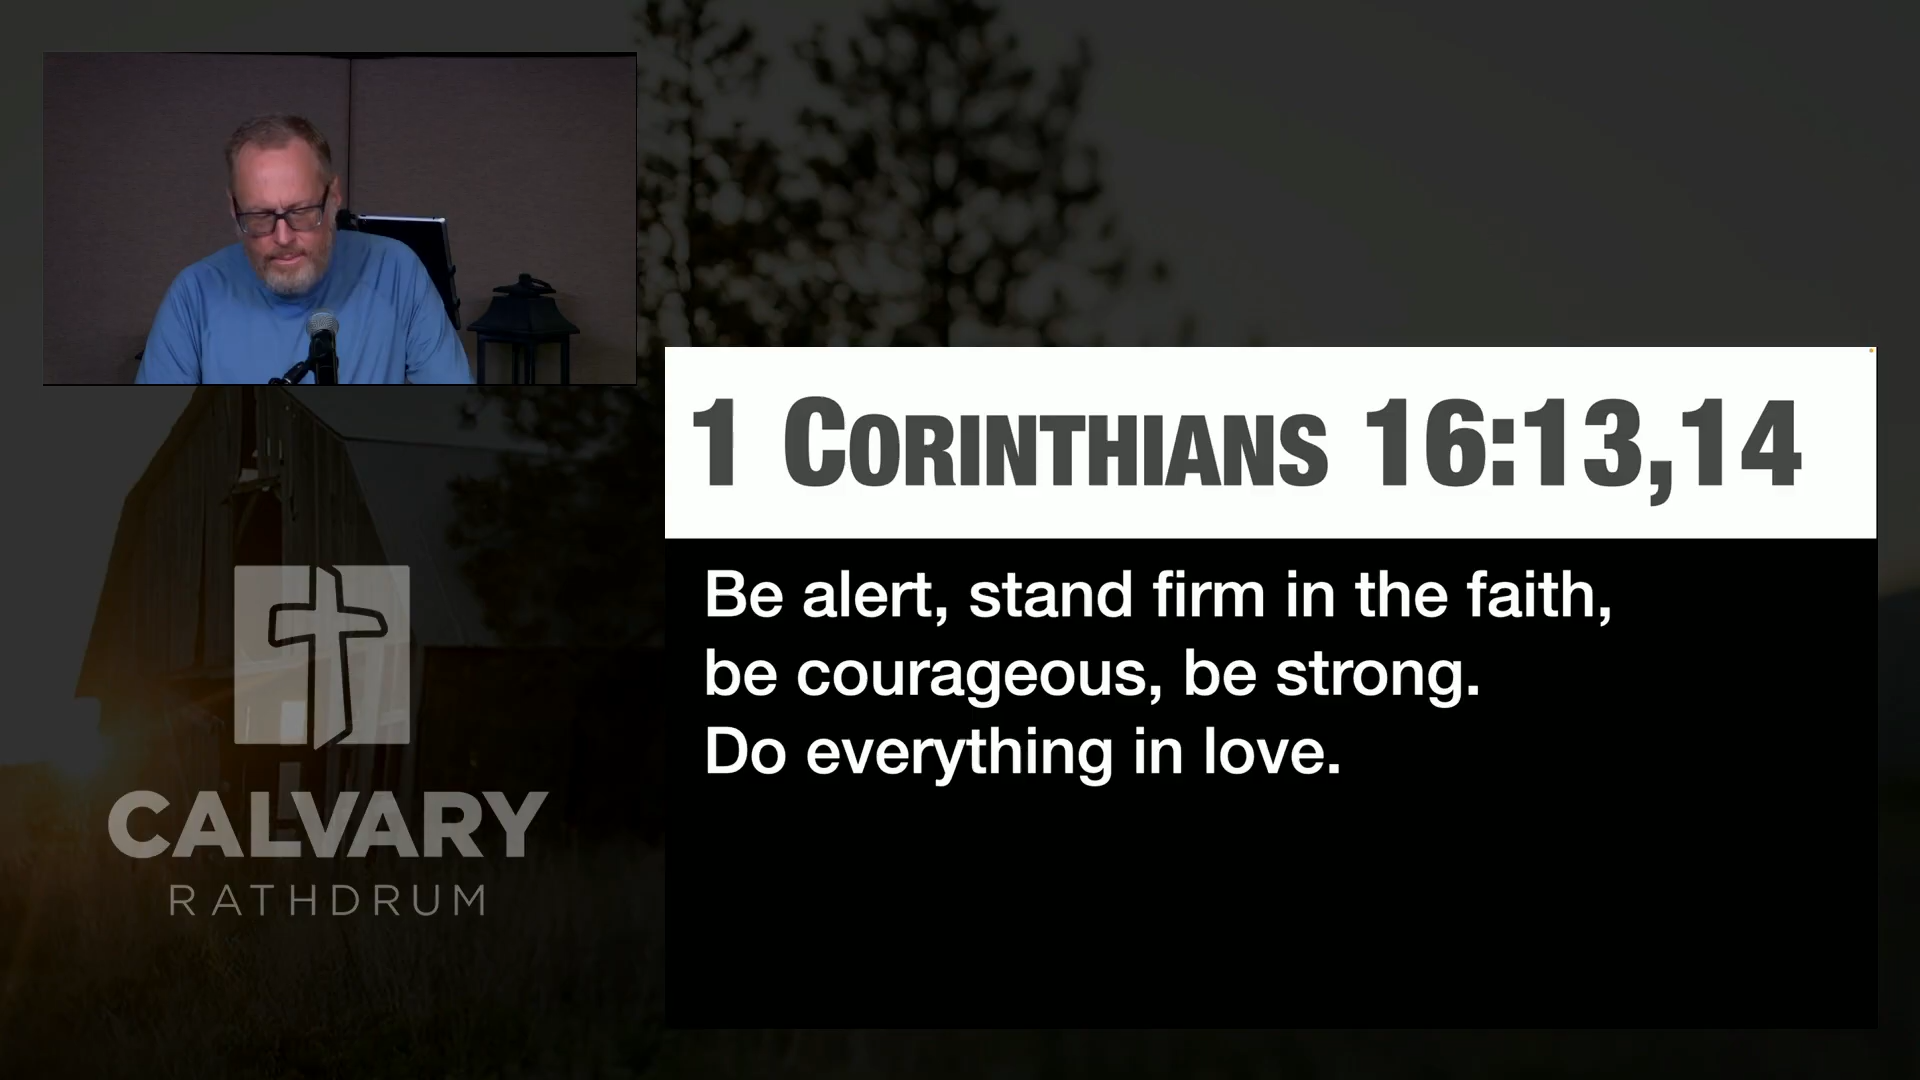 1 CORINTHIANS 16:13,14
Be alert, stand firm in the faith,
be courageous, be strong.
Do everything in love.
CALVARY
RATHDRUM